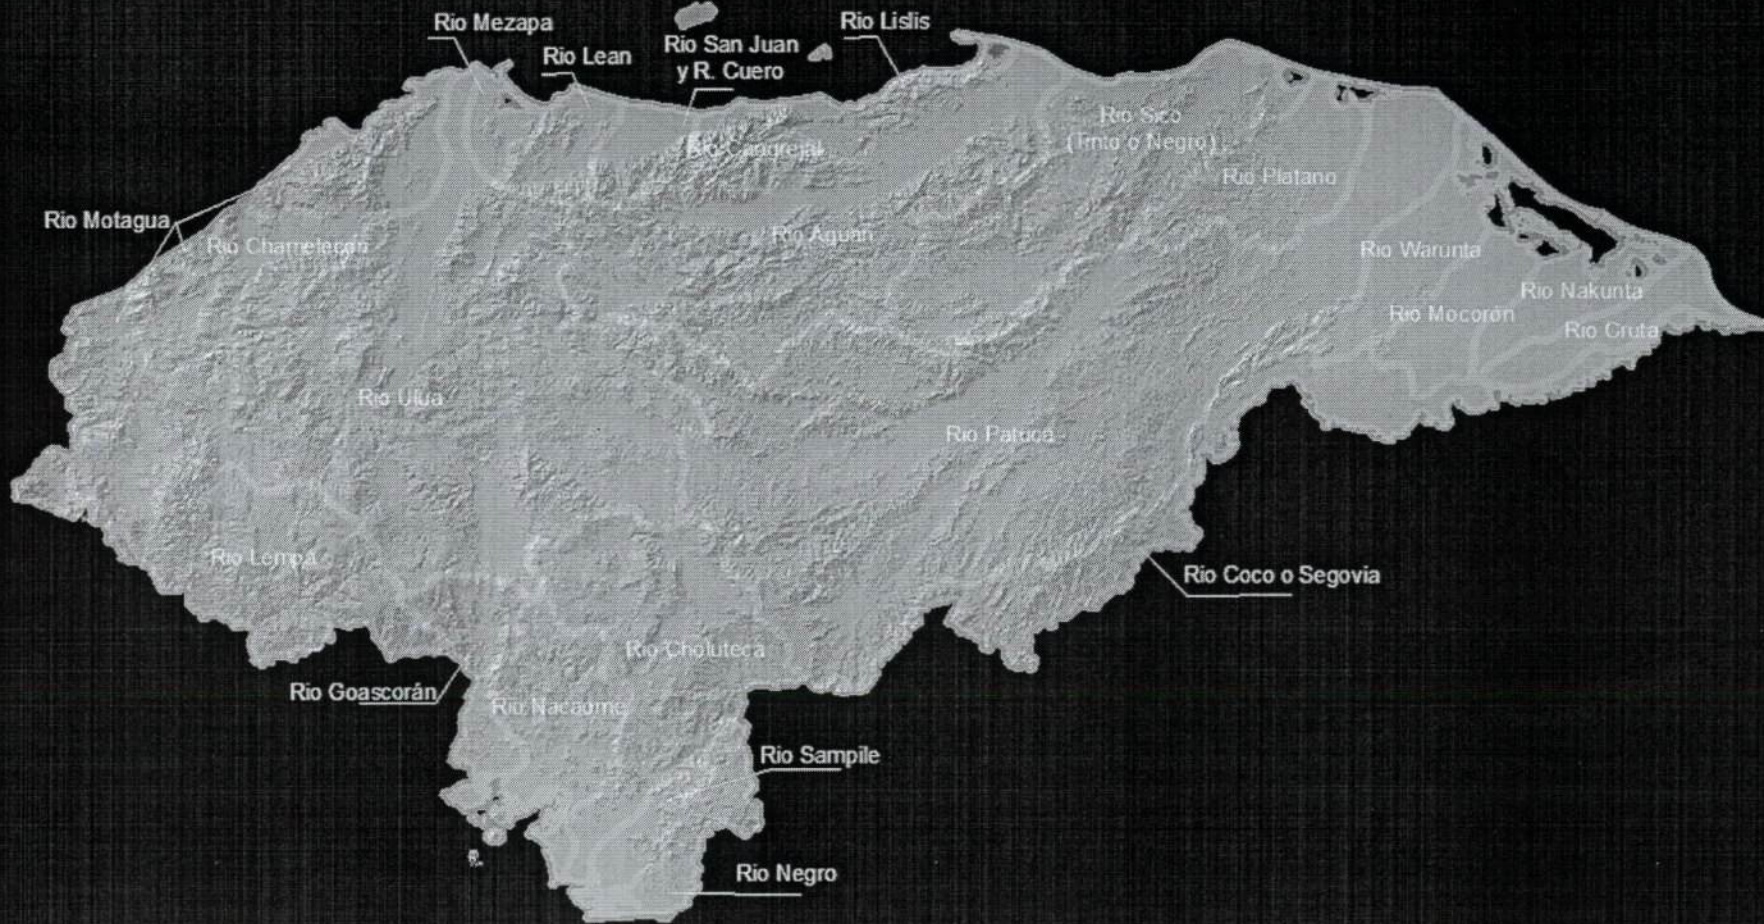 Rio Mezapa
Rio Lean
Rio San Juan
y R. Cuero
Rio Lislis
Rio Sico
(Tinto o Negro)
Rio Cangrejal
Rio Platano
Rio Motagua
Rio Chamelecon
Rio Aguan
Rio Warunta
Rio Nakunta
Rio Mocorón
Rio Cruta
Rio Ulua
Rio Patuca
Rio Lempa
Rio Coco o Segovia
Rio Choluteca
Rio Goascorán
Rio Nacaome
Rio Sampile
Rio Negro